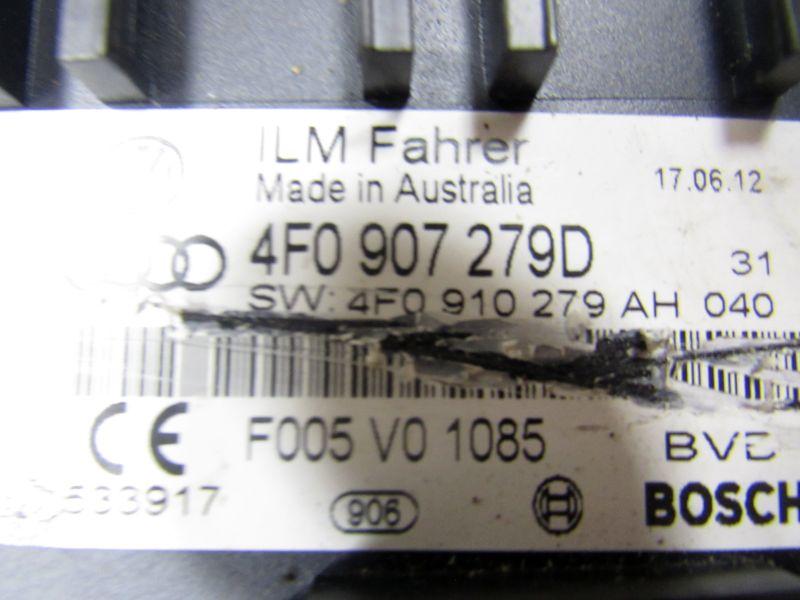 ILM Fahrer
Made in Australia 17.06.12
4F0 907 279D 31
SW: 4F0 910 279 AH 040
CE F005 V0 1085
533917 906 BOSCH